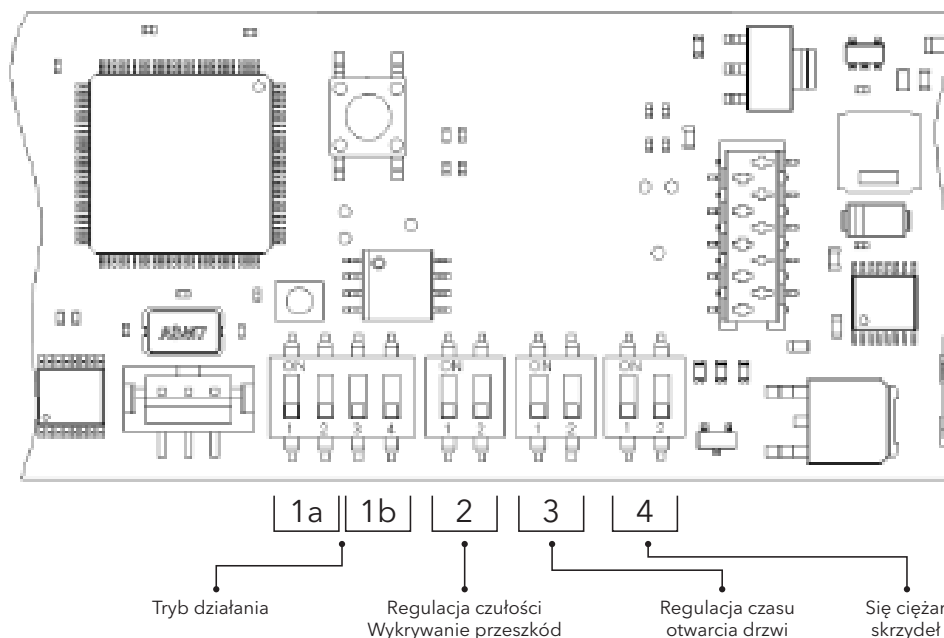 ON ON ON ON
1 2 3 4 1 2 1 2 1 2
1a 1b 2 3 4
Tryb działania
Regulacja czułości
Wykrywanie przeszkód
Regulacja czasu
otwarcia drzwi
Się ciężar
skrzydeł